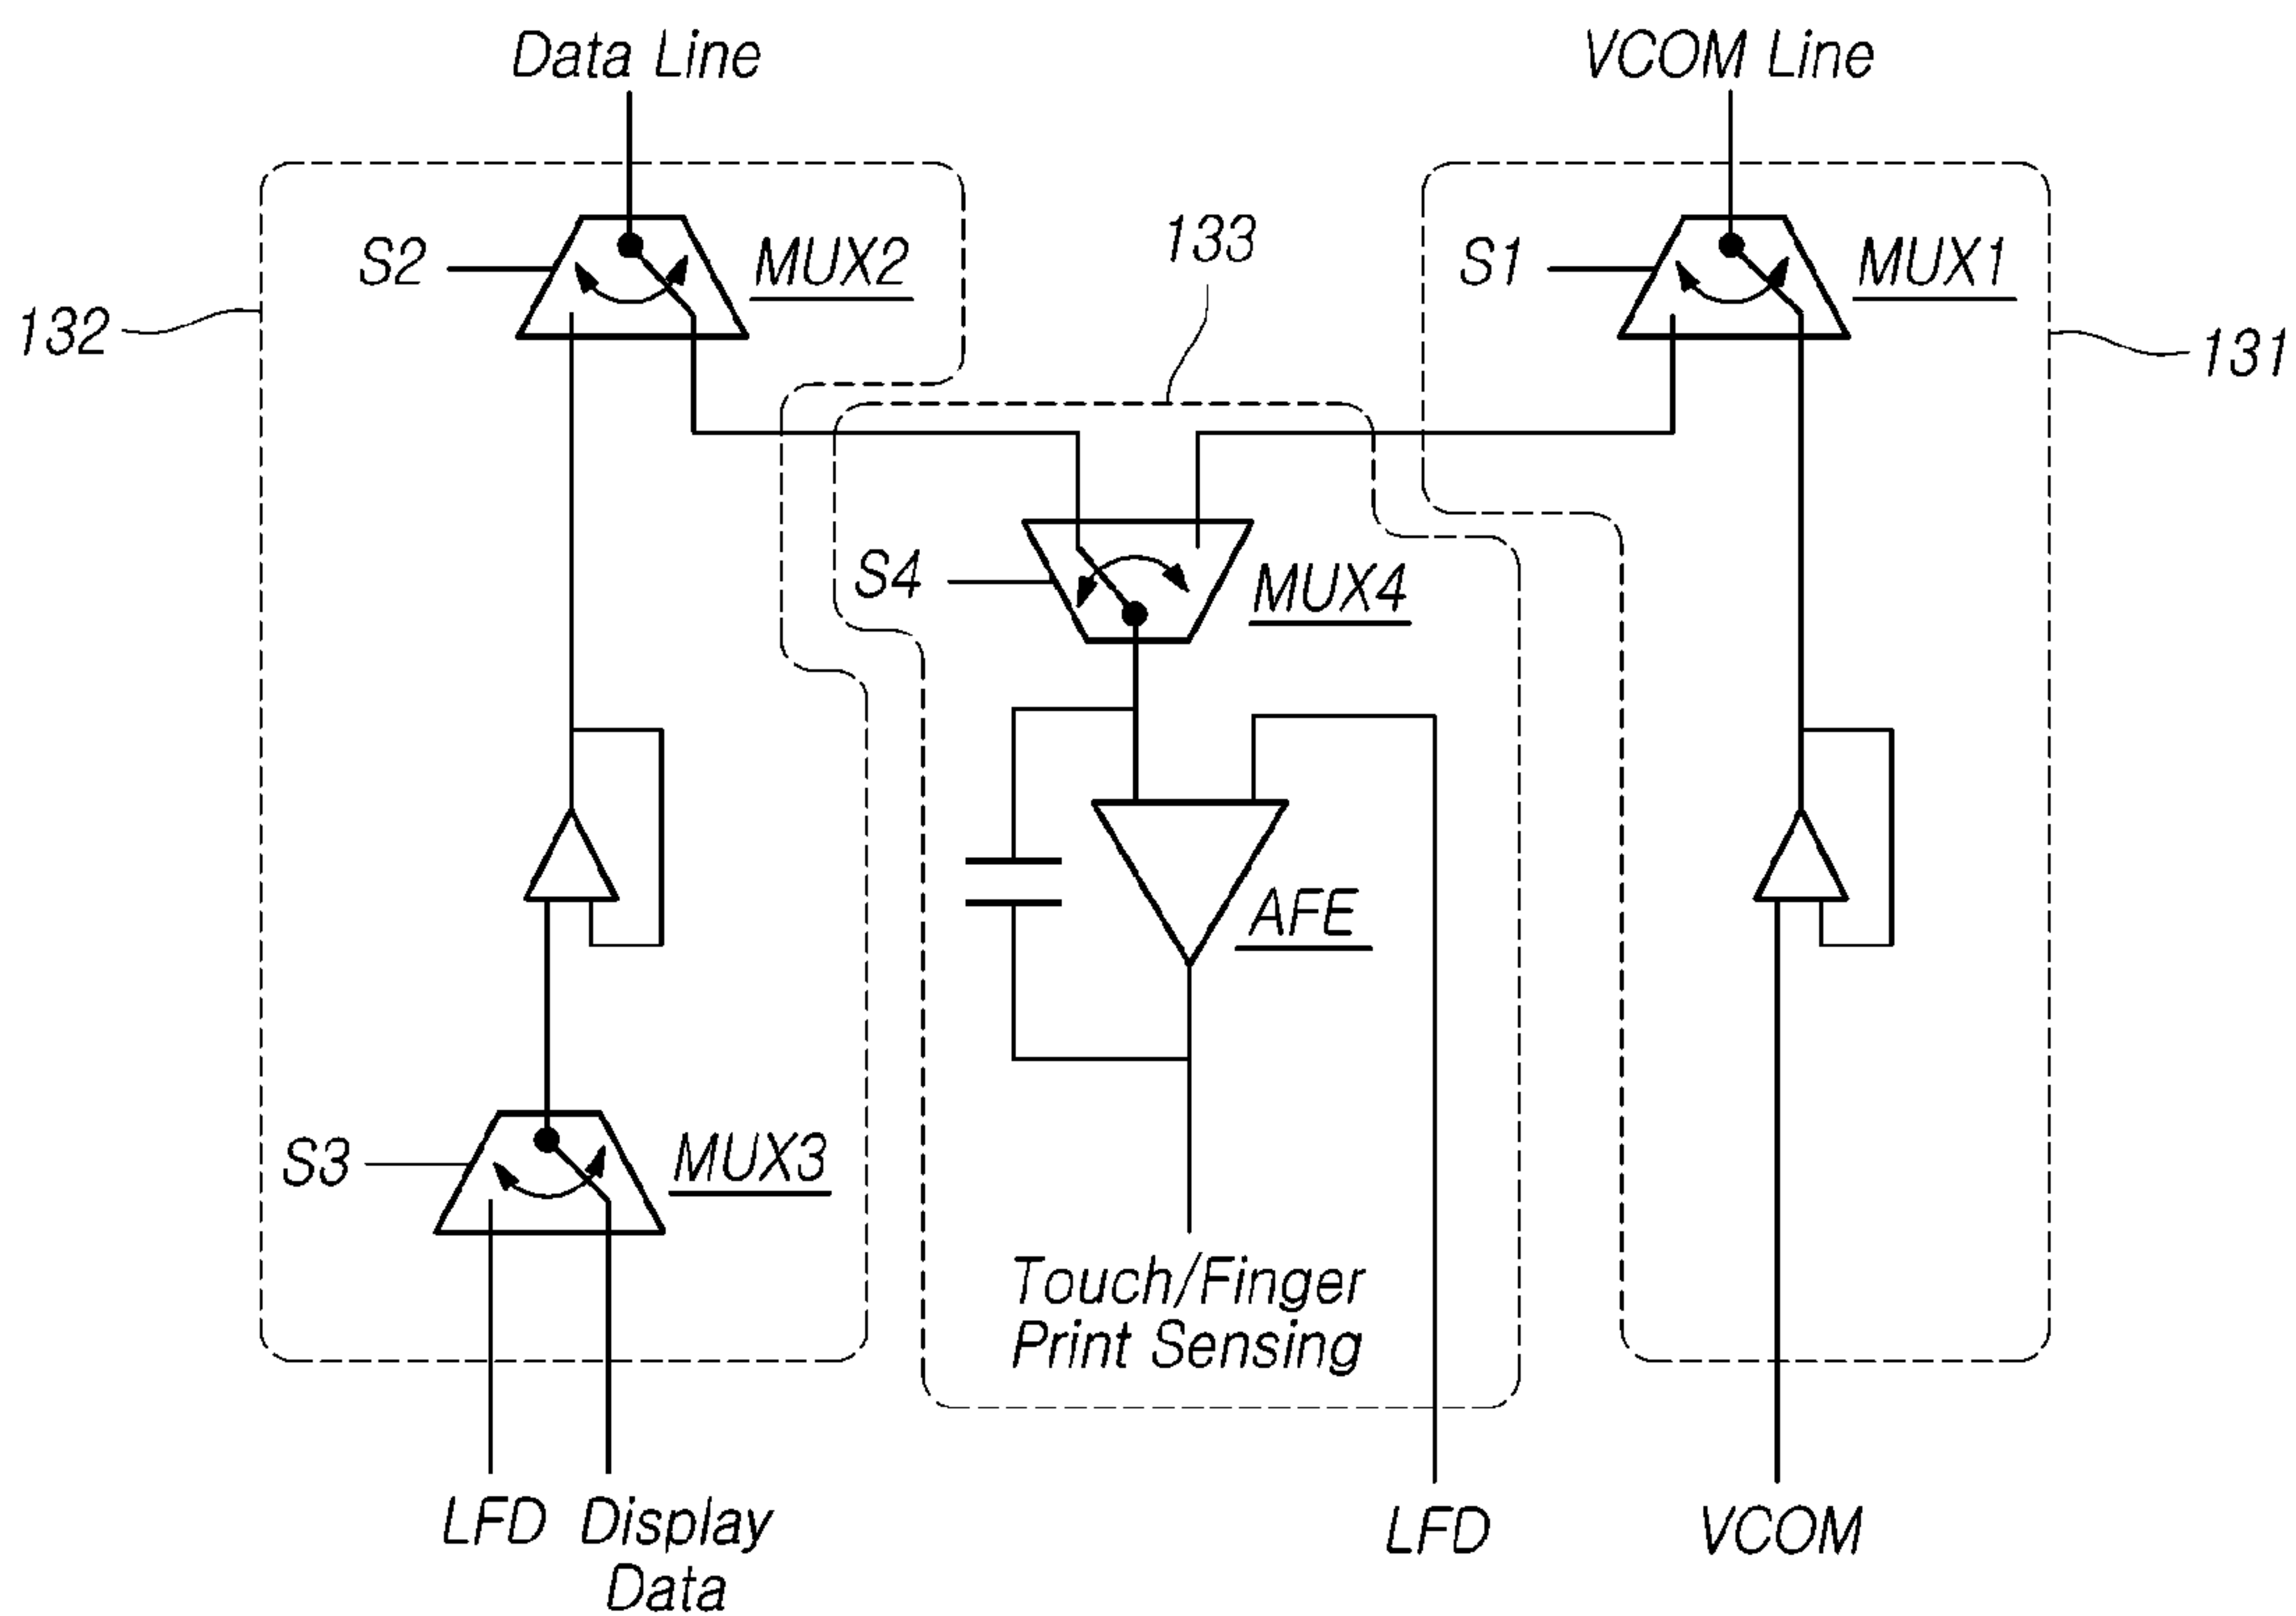 Data Line
VCOM Line
S2
MUX2
133
S1
MUX1
132
131
S4
MUX4
AFE
S3
MUX3
Touch/Finger
Print Sensing
LFD
Display
Data
LFD
VCOM